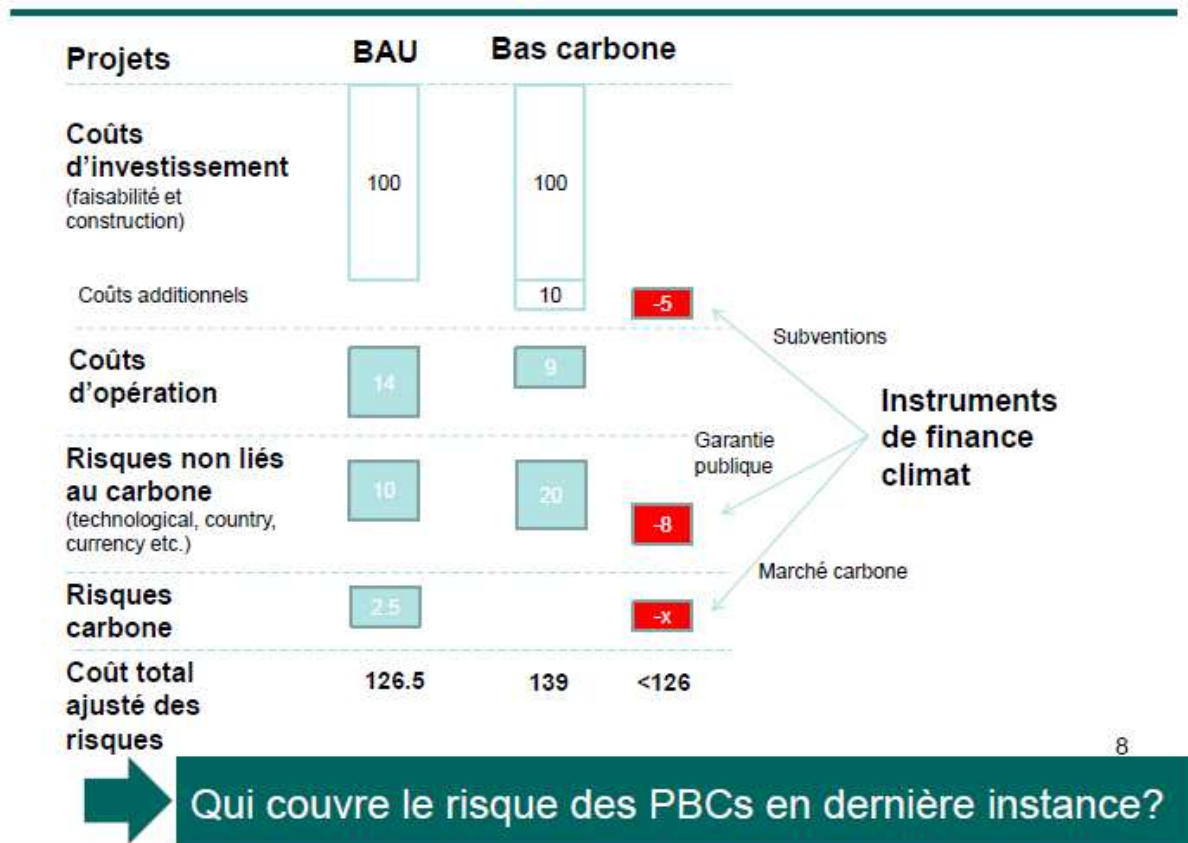 Projets BAU Bas carbone
Coûts
d'investissement
(faisabilité et
construction)
100 100
Coûts additionnels 10 -5
Subventions
Coûts
d'opération
14 9
Instruments
de finance
climat
Garantie
publique
Risques non liés
au carbone
(technological, country,
currency etc.)
10 20 -8
Marché carbone
Risques
carbone
2.5 -x
Coût total
ajusté des
risques
126.5 139 <126
8
Qui couvre le risque des PBCs en dernière instance?